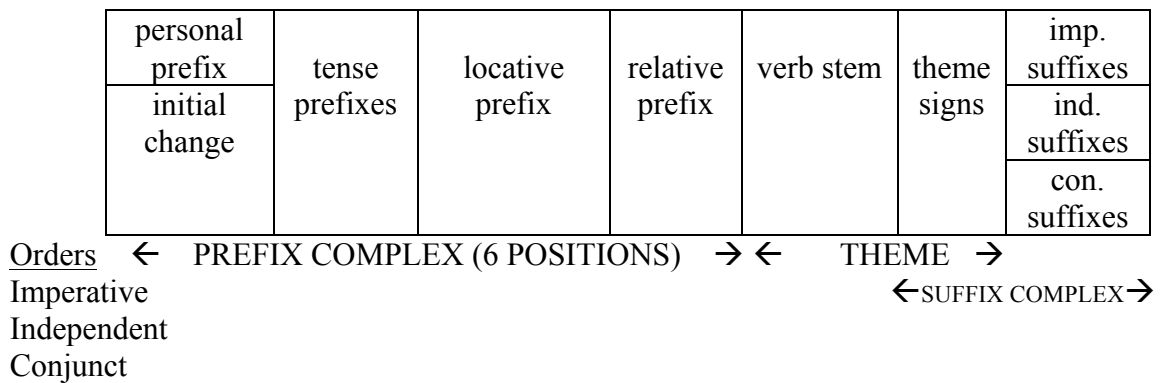 personal imp.
prefix tense locative relative verb stem theme suffixes
initial prefixes prefix prefix signs ind.
change suffixes
con.
suffixes
Orders ← PREFIX COMPLEX (6 POSITIONS) → ← THEME →
Imperative ←SUFFIX COMPLEX→
Independent
Conjunct